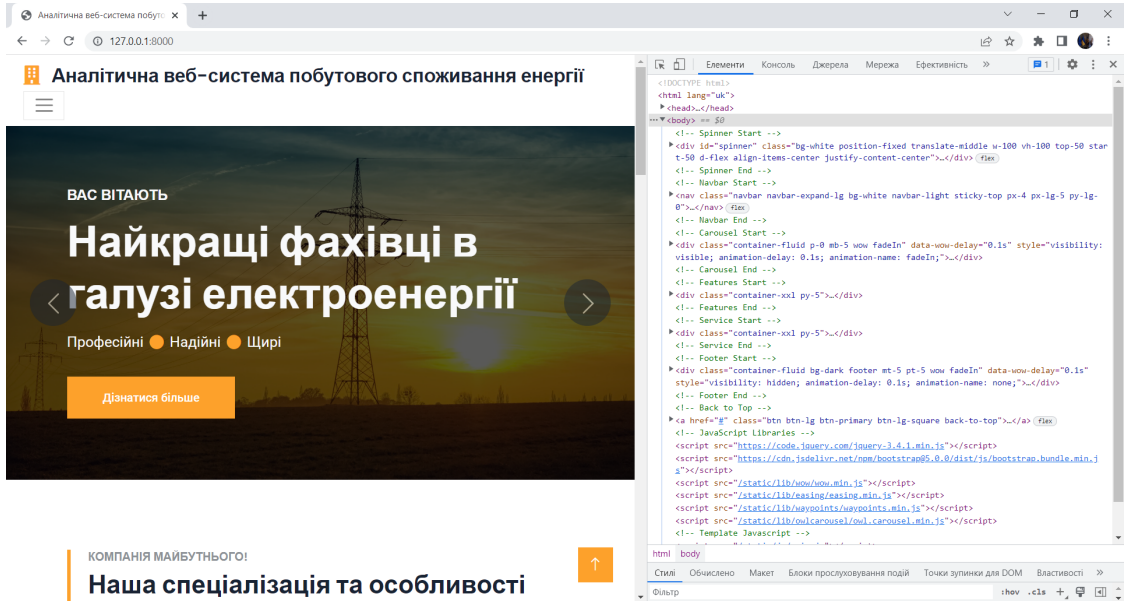 Аналітична веб-система побуто
127.0.0.1:8000
Аналітична веб-система побутового споживання енергії
ВАС ВІТАЮТЬ
Найкращі фахівці в
галузі електроенергії
Професійні Надійні Щирі
Дізнатися більше
КОМПАНІЯ МАЙБУТНЬОГО!
Наша спеціалізація та особливості
Елементи Консоль Джерела Мережа Ефективність » 1
<!DOCTYPE html>
<html lang="uk">
<head>…</head>
<body> == $0
<!-- Spinner Start -->
<div id="spinner" class="bg-white position-fixed translate-middle w-100 vh-100 top-50 star
t-50 d-flex align-items-center justify-content-center">…</div> flex
<!-- Spinner End -->
<!-- Navbar Start -->
<nav class="navbar navbar-expand-lg bg-white navbar-light sticky-top px-4 px-lg-5 py-lg-
0">…</nav> flex
<!-- Navbar End -->
<!-- Carousel Start -->
<div class="container-fluid p-0 mb-5 wow fadeIn" data-wow-delay="0.1s" style="visibility:
visible; animation-delay: 0.1s; animation-name: fadeIn;">…</div>
<!-- Carousel End -->
<!-- Features Start -->
<div class="container-xxl py-5">…</div>
<!-- Features End -->
<!-- Service Start -->
<div class="container-xxl py-5">…</div>
<!-- Service End -->
<!-- Footer Start -->
<div class="container-fluid bg-dark footer mt-5 pt-5 wow fadeIn" data-wow-delay="0.1s"
style="visibility: hidden; animation-delay: 0.1s; animation-name: none;">…</div>
<!-- Footer End -->
<!-- Back to Top -->
<a href="#" class="btn btn-lg btn-primary btn-lg-square back-to-top">…</a> flex
<!-- JavaScript Libraries -->
<script src="https://code.jquery.com/jquery-3.4.1.min.js"></script>
<script src="https://cdn.jsdelivr.net/npm/bootstrap@5.0.0/dist/js/bootstrap.bundle.min.j
s"></script>
<script src="/static/lib/wow/wow.min.js"></script>
<script src="/static/lib/easing/easing.min.js"></script>
<script src="/static/lib/waypoints/waypoints.min.js"></script>
<script src="/static/lib/owlcarousel/owl.carousel.min.js"></script>
<!-- Template Javascript -->
html body
Стилі Обчислено Макет Блоки прослуховування подій Точки зупинки для DOM Властивості »
Фільтр :hov .cls